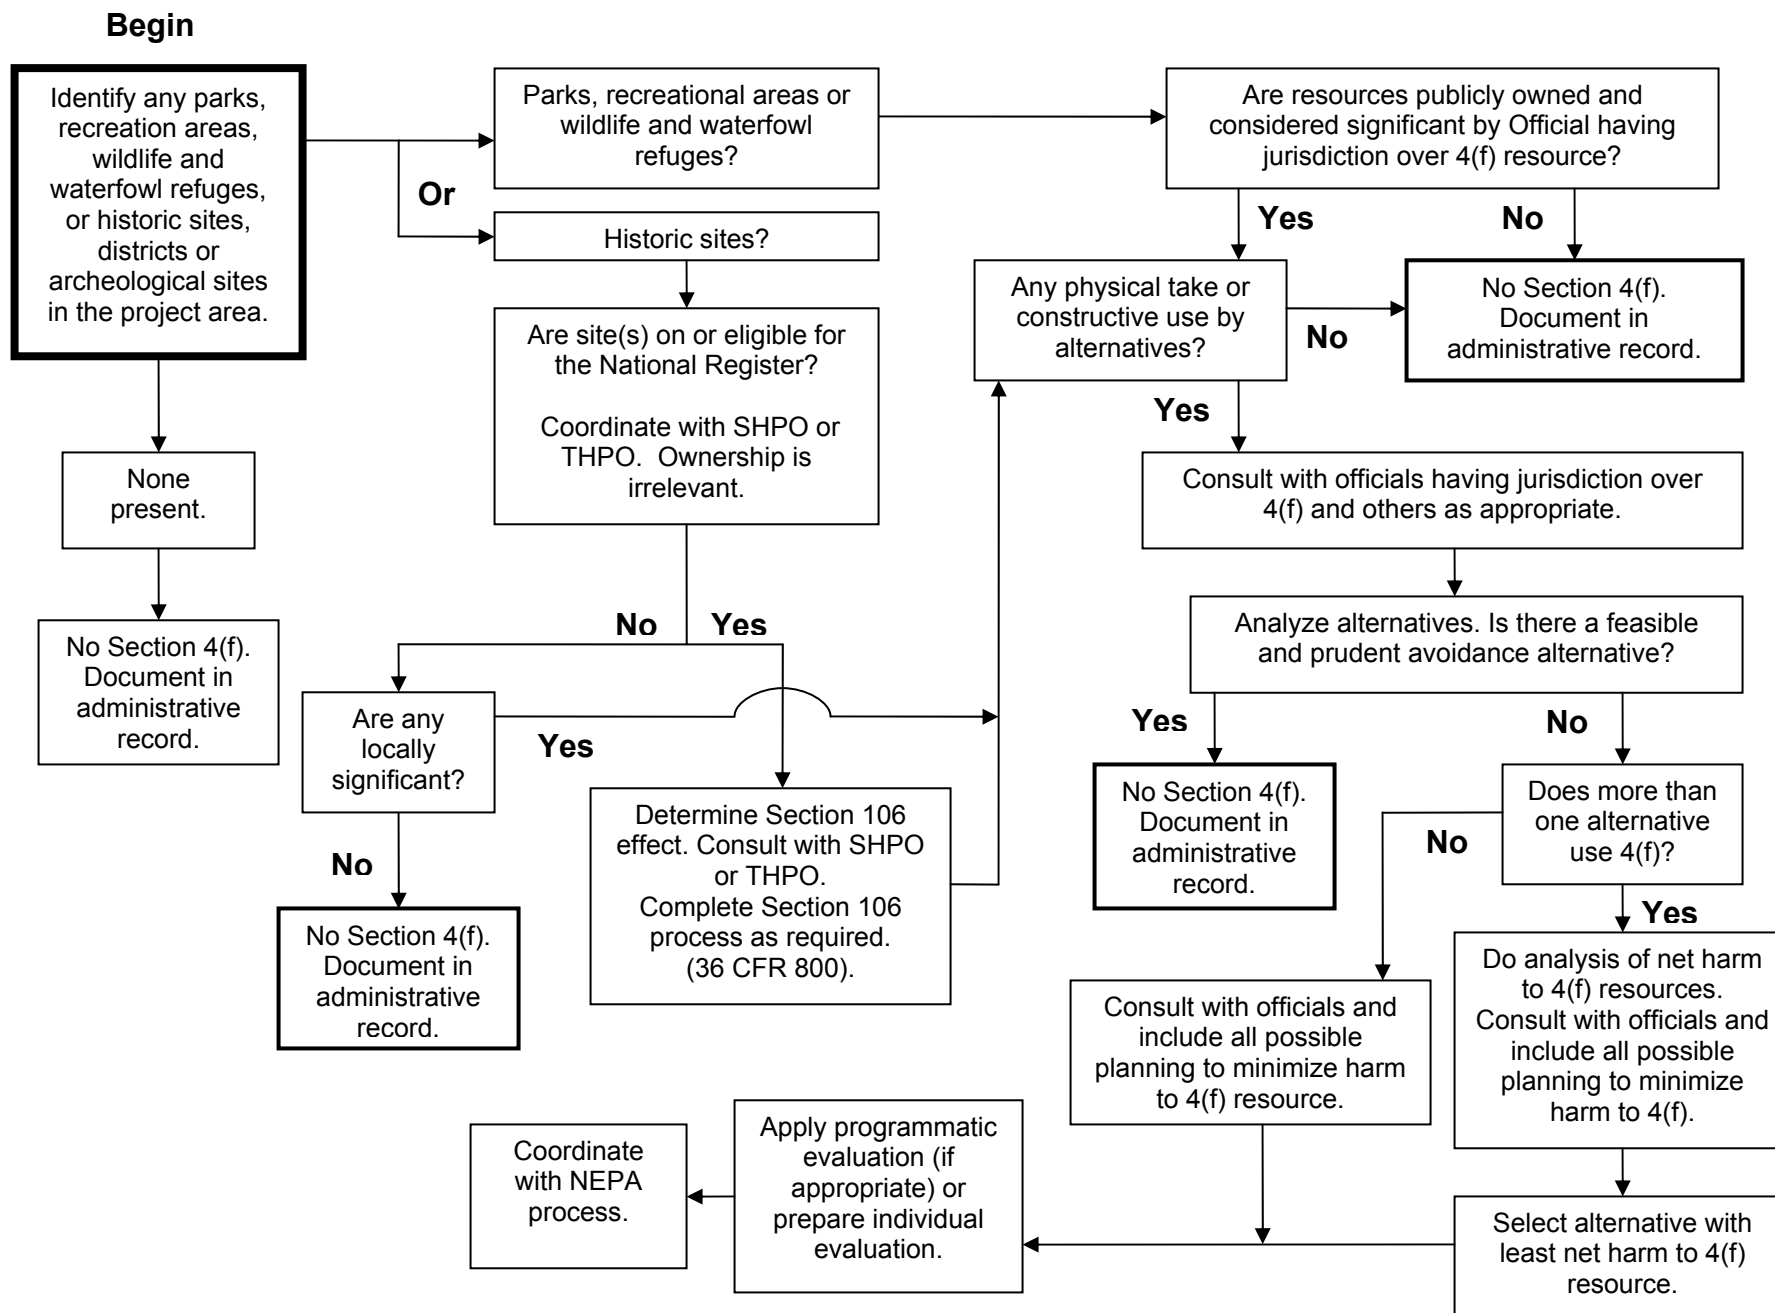 Begin
Identify any parks,
recreation areas,
wildlife and
waterfowl refuges,
or historic sites,
districts or
archeological sites
in the project area.
None
present.
No Section 4(f).
Document in
administrative
record.
Or
Parks, recreational areas or
wildlife and waterfowl
refuges?
Historic sites?
Are site(s) on or eligible for
the National Register?
Coordinate with SHPO or
THPO.  Ownership is
irrelevant.
No
Yes
Are any
locally
significant?
Yes
No
No Section 4(f).
Document in
administrative
record.
Determine Section 106
effect. Consult with SHPO
or THPO.
Complete Section 106
process as required.
(36 CFR 800).
Are resources publicly owned and
considered significant by Official having
jurisdiction over 4(f) resource?
Yes
No
Any physical take or
constructive use by
alternatives?
No
No Section 4(f).
Document in
administrative record.
Yes
Consult with officials having jurisdiction over
4(f) and others as appropriate.
Analyze alternatives. Is there a feasible
and prudent avoidance alternative?
Yes
No
No Section 4(f).
Document in
administrative
record.
Does more than
one alternative
use 4(f)?
No
Yes
Consult with officials and
include all possible
planning to minimize harm
to 4(f) resource.
Do analysis of net harm
to 4(f) resources.
Consult with officials and
include all possible
planning to minimize
harm to 4(f).
Select alternative with
least net harm to 4(f)
resource.
Apply programmatic
evaluation (if
appropriate) or
prepare individual
evaluation.
Coordinate
with NEPA
process.